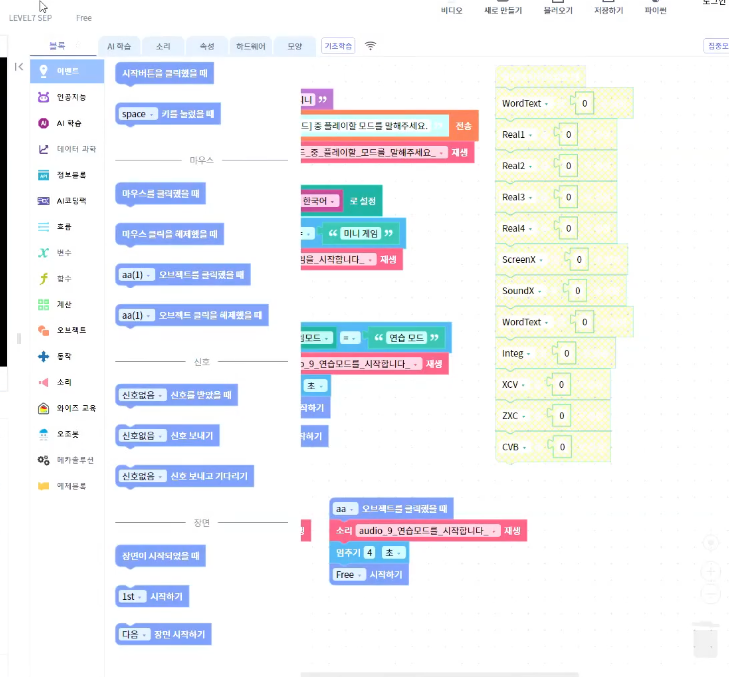 LEVEL7 SEP
Free
비디오
새로 만들기
불러오기
저장하기
파이썬
블록
AI 학습
소리
속성
하드웨어
모양
기초학습
이벤트
인공지능
AI 학습
데이터 과학
정보블록
AI코딩팩
흐름
변수
함수
계산
오브젝트
동작
소리
와이즈 교육
오조봇
메카솔루션
예제블록
시작버튼을 클릭했을 때
space 키를 눌렀을 때
마우스
마우스를 클릭했을 때
마우스 클릭을 해제했을 때
aa(1) 오브젝트를 클릭했을 때
aa(1) 오브젝트 클릭을 해제했을 때
신호
신호없음 신호를 받았을 때
신호없음 신호 보내기
신호없음 신호 보내고 기다리기
장면
장면이 시작되었을 때
1st 시작하기
다음 장면 시작하기
드] 중 플레이할 모드를 말해주세요. 전송
드_중_플레이할_모드를_말해주세요_ 재생
한국어 로 설정
= “ 미니 게임 ”
을_시작합니다_ 재생
모드 = “ 연습 모드 ”
o_9_연습모드를_시작합니다_ 재생
초
작하기
하기
aa 오브젝트를 클릭했을 때
소리 audio_9_연습모드를_시작합니다_ 재생
멈추기 4 초
Free 시작하기
WordText 0
Real1 0
Real2 0
Real3 0
Real4 0
ScreenX 0
SoundX 0
WordText 0
Integ 0
XCV 0
ZXC 0
CVB 0